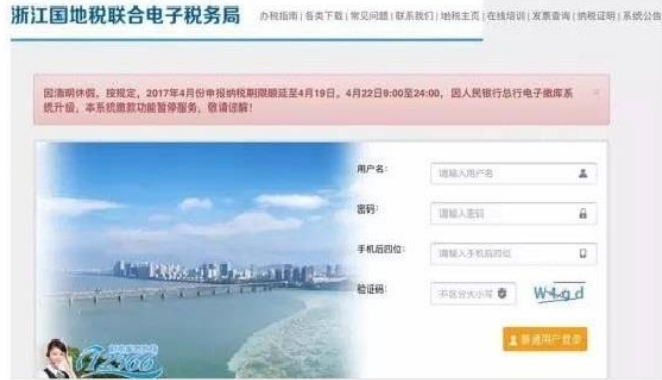 浙江国地税联合电子税务局
办税指南 | 各类下载 | 常见问题 | 联系我们 | 地税主页 | 在线培训 | 发票查询 | 纳税证明 | 系统公告
因清明休假，按规定，2017年4月份申报纳税期限顺延至4月19日。4月22日9:00至24:00，因人民银行总行电子缴库系
统升级，本系统缴款功能暂停服务，敬请谅解！
用户名：
请输入用户名
密码：
请输入密码
手机后四位：
请输入手机后四位
验证码：
不区分大小写
W4gd
普通用户登录
12366